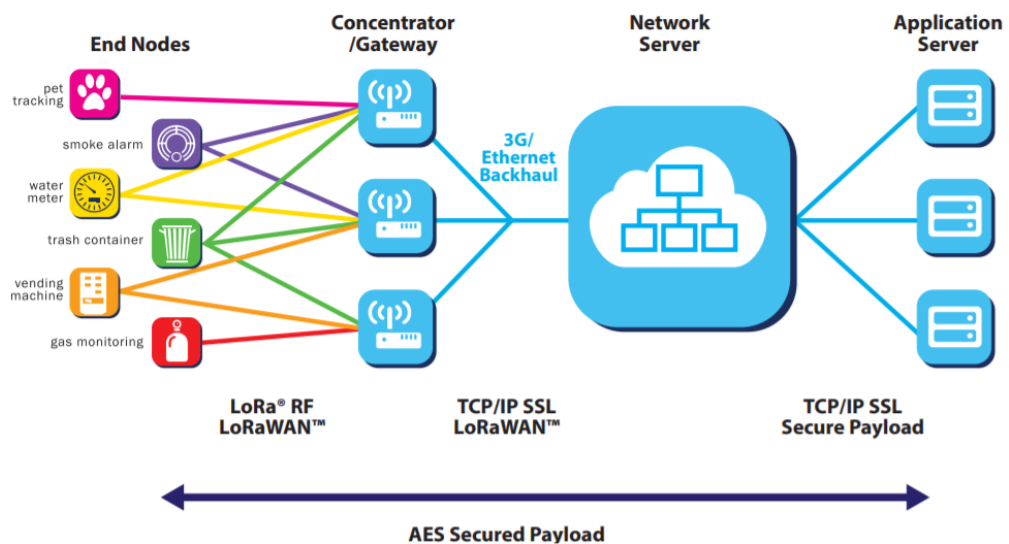 End Nodes
Concentrator
/Gateway
Network
Server
Application
Server
pet
tracking
smoke alarm
water
meter
trash container
vending
machine
gas monitoring
3G/
Ethernet
Backhaul
LoRa® RF
LoRaWAN™
TCP/IP SSL
LoRaWAN™
TCP/IP SSL
Secure Payload
AES Secured Payload